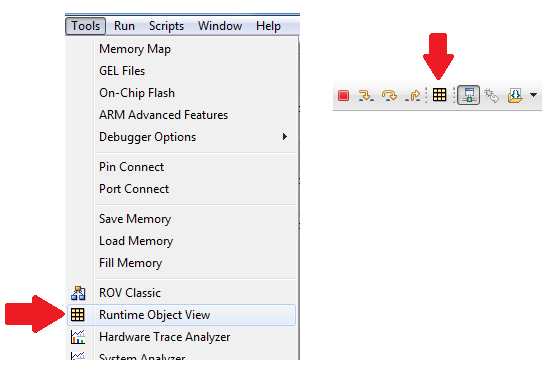 Tools Run Scripts Window Help
Memory Map
GEL Files
On-Chip Flash
ARM Advanced Features
Debugger Options
Pin Connect
Port Connect
Save Memory
Load Memory
Fill Memory
ROV Classic
Runtime Object View
Hardware Trace Analyzer
System Analyzer